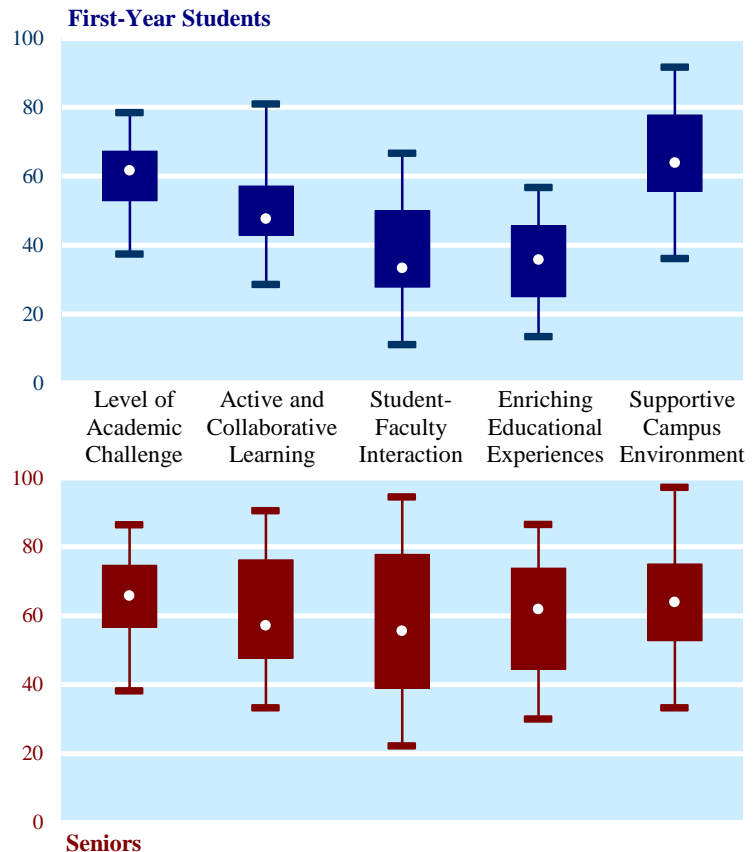 First-Year Students
100
80
60
40
20
0
Level of
Academic
Challenge
Active and
Collaborative
Learning
Student-
Faculty
Interaction
Enriching
Educational
Experiences
Supportive
Campus
Environment
100
80
60
40
20
0
Seniors